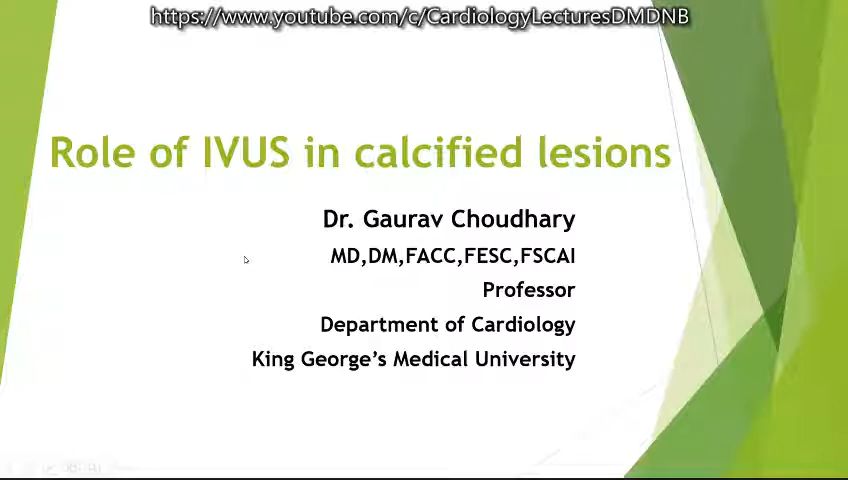 https://www.youtube.com/c/CardiologyLecturesDMDNB
Role of IVUS in calcified lesions
Dr. Gaurav Choudhary
MD,DM,FACC,FESC,FSCAI
Professor
Department of Cardiology
King George’s Medical University